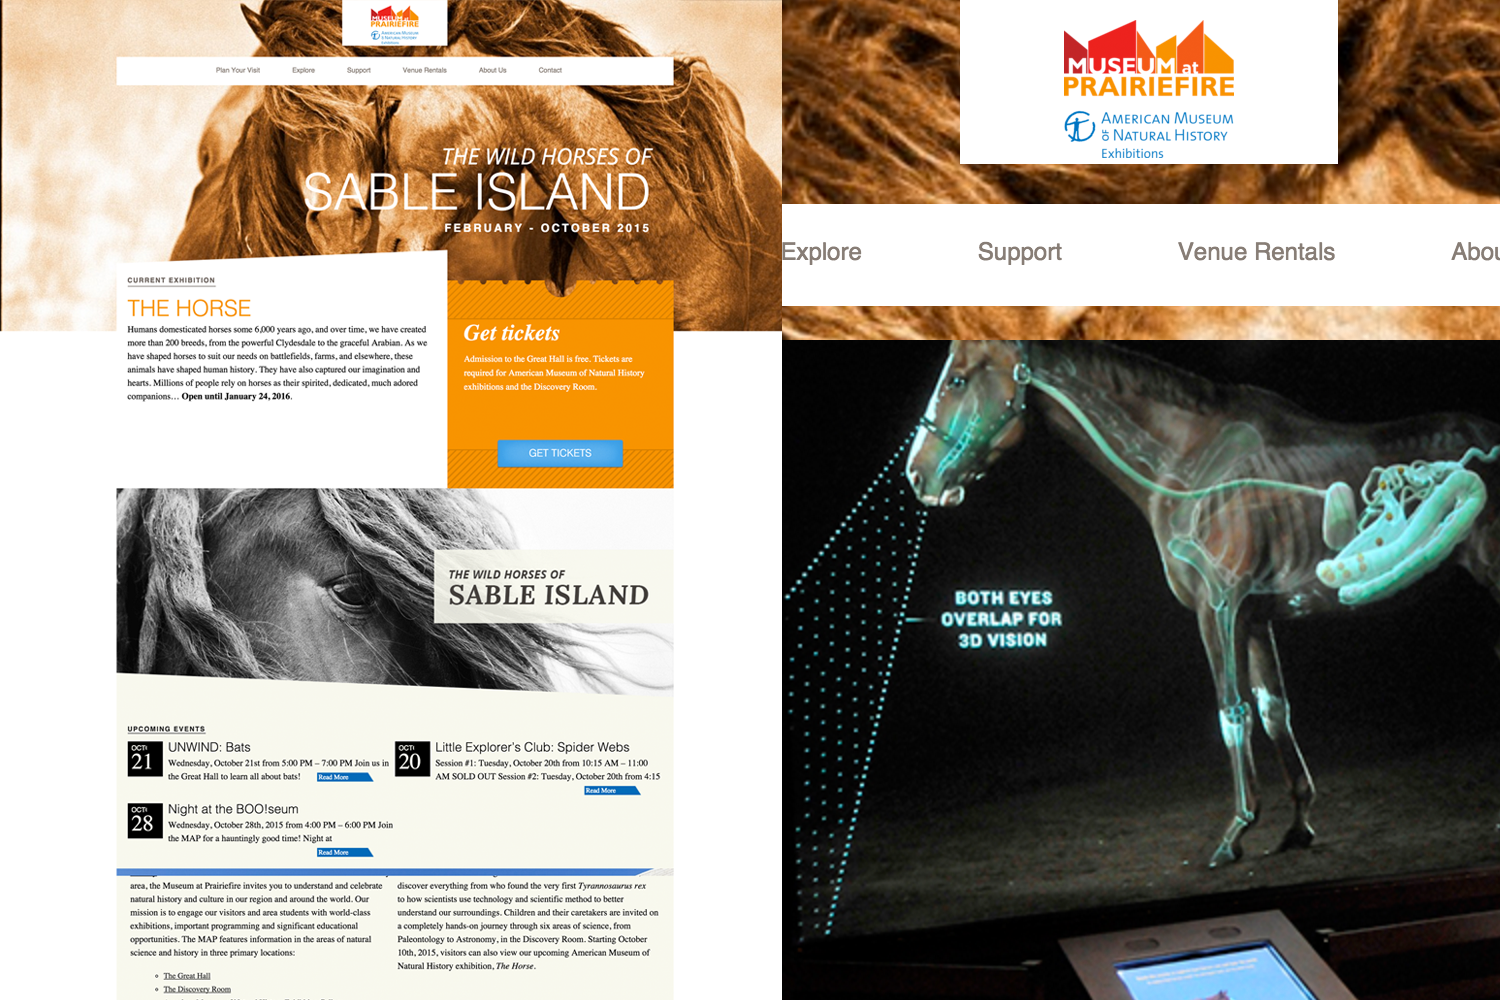 MUSEUM at
PRAIRIEFIRE
AMERICAN MUSEUM
OF NATURAL HISTORY
Exhibitions
Plan Your Visit
Explore
Support
Venue Rentals
About Us
Contact
THE WILD HORSES OF
SABLE ISLAND
FEBRUARY - OCTOBER 2015
CURRENT EXHIBITION
THE HORSE
Humans domesticated horses some 6,000 years ago, and over time, we have created
more than 200 breeds, from the powerful Clydesdale to the graceful Arabian. As we
have shaped horses to suit our needs on battlefields, farms, and elsewhere, these
animals have shaped human history. They have also captured our imagination and
hearts. Millions of people rely on horses as their spirited, dedicated, much adored
companions… Open until January 24, 2016.
Get tickets
Admission to the Great Hall is free. Tickets are
required for American Museum of Natural History
exhibitions and the Discovery Room.
GET TICKETS
THE WILD HORSES OF
SABLE ISLAND
UPCOMING EVENTS
OCT
21
UNWIND: Bats
Wednesday, October 21st from 5:00 PM – 7:00 PM Join us in
the Great Hall to learn all about bats!
Read More
OCT
20
Little Explorer's Club: Spider Webs
Session #1: Tuesday, October 20th from 10:15 AM – 11:00
AM SOLD OUT Session #2: Tuesday, October 20th from 4:15
Read More
OCT
28
Night at the BOO!seum
Wednesday, October 28th, 2015 from 4:00 PM – 6:00 PM Join
the MAP for a hauntingly good time! Night at
Read More
area, the Museum at Prairiefire invites you to understand and celebrate
natural history and culture in our region and around the world. Our
mission is to engage our visitors and area students with world-class
exhibitions, important programming and significant educational
opportunities. The MAP features information in the areas of natural
science and history in three primary locations:
The Great Hall
The Discovery Room
discover everything from who found the very first Tyrannosaurus rex
to how scientists use technology and scientific method to better
understand our surroundings. Children and their caretakers are invited on
a completely hands-on journey through six areas of science, from
Paleontology to Astronomy, in the Discovery Room. Starting October
10th, 2015, visitors can also view our upcoming American Museum of
Natural History exhibition, The Horse.
MUSEUM at
PRAIRIEFIRE
AMERICAN MUSEUM
OF NATURAL HISTORY
Exhibitions
Explore
Support
Venue Rentals
Abou
BOTH EYES
OVERLAP FOR
3D VISION